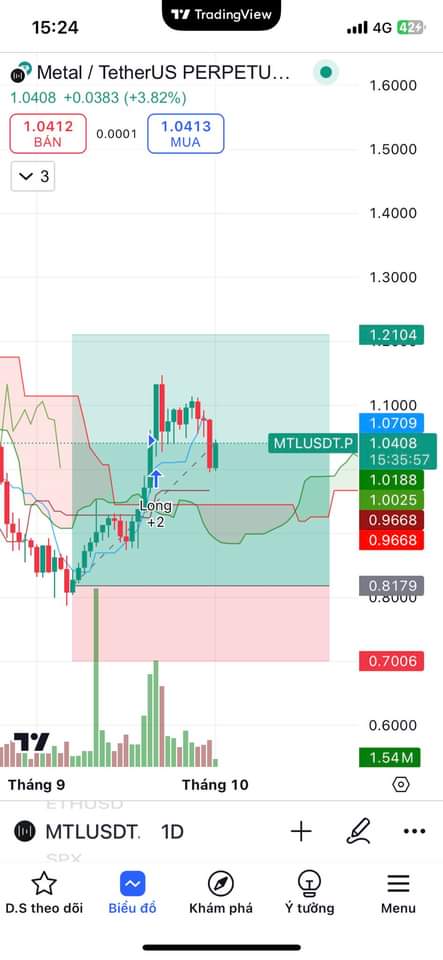 15:24
TradingView
4G 42
Metal / TetherUS PERPETU...
1.0408 +0.0383 (+3.82%)
1.0412
BÁN
0.0001
1.0413
MUA
3
1.6000
1.5000
1.4000
1.3000
1.2104
1.1000
1.0709
MTLUSDT.P 1.0408
15:35:57
1.0188
1.0025
0.9668
0.9668
0.8179
0.8000
0.7006
0.6000
1.54 M
Long
+2
Tháng 9
Tháng 10
ETHUSD
MTLUSDT. 1D
SPX
D.S theo dõi
Biểu đồ
Khám phá
Ý tưởng
Menu